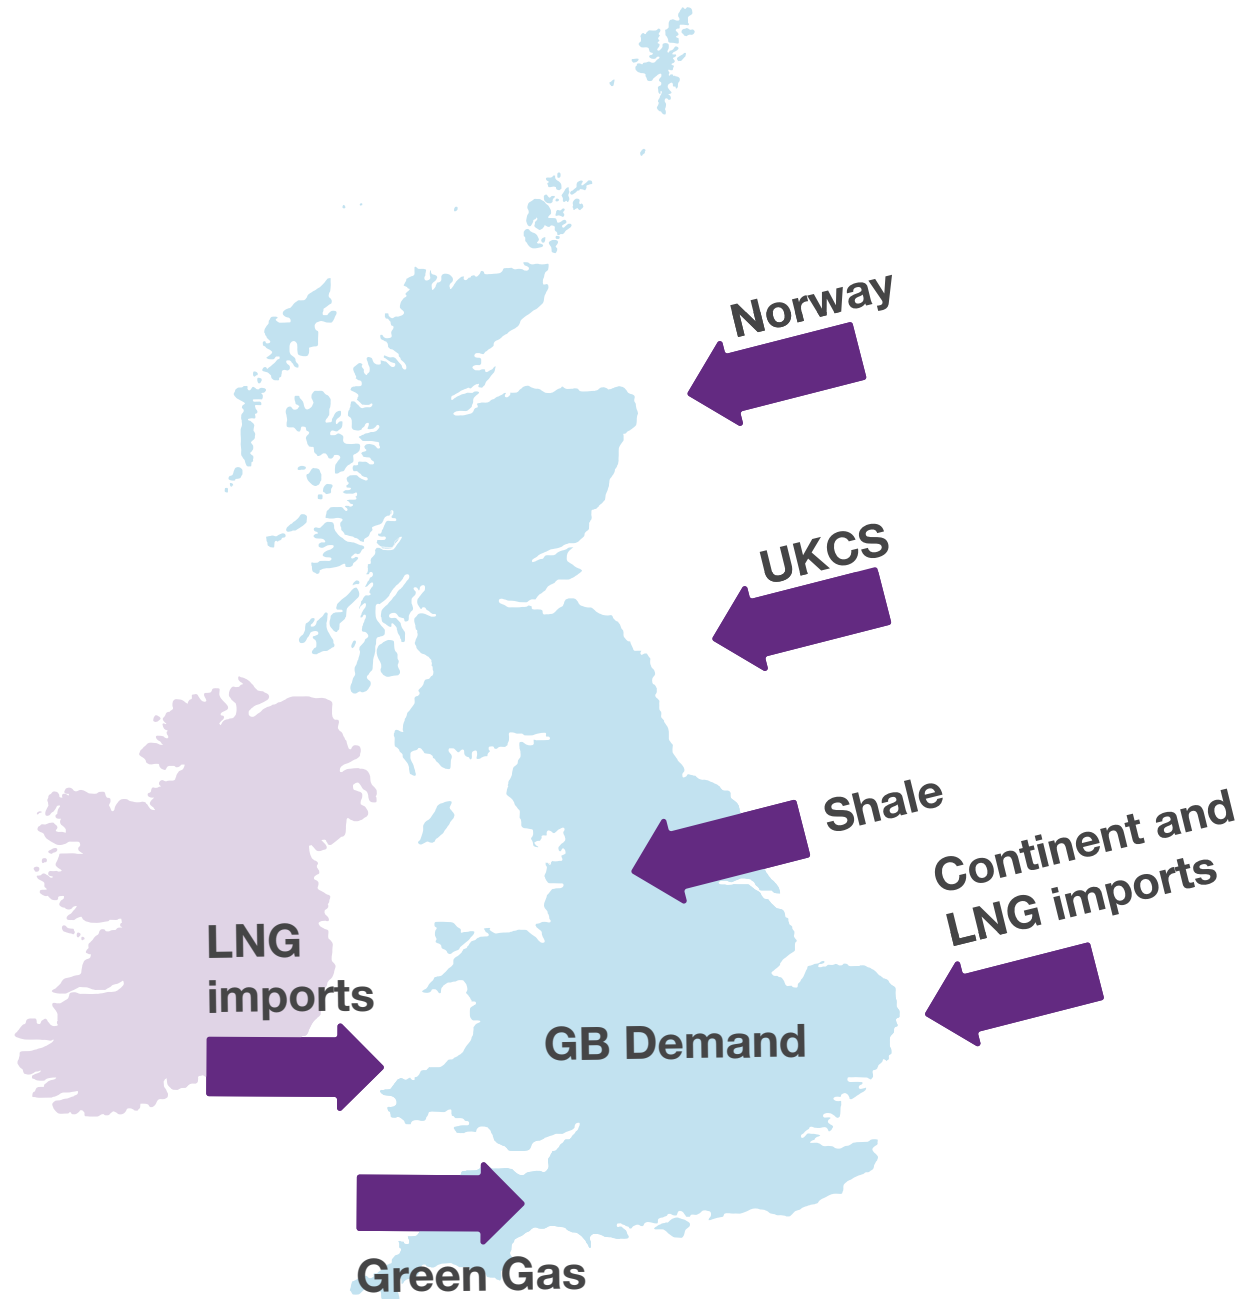 Norway
UKCS
Shale
Continent and
LNG imports
LNG
imports
GB Demand
Green Gas